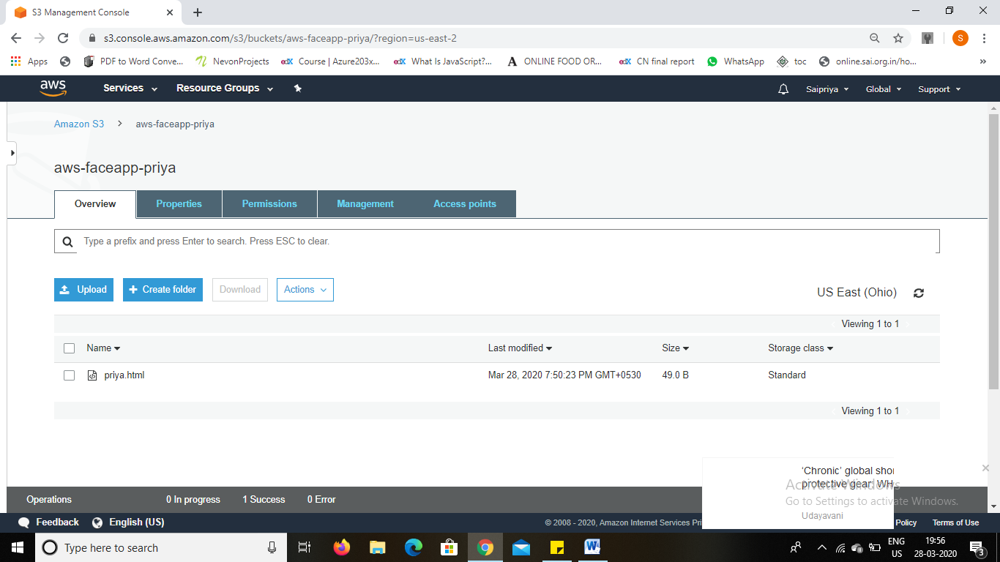 S3 Management Console
s3.console.aws.amazon.com/s3/buckets/aws-faceapp-priya/?region=us-east-2
S
Apps
PDF to Word Conve...
NevonProjects
edX Course | Azure203x...
edX What Is JavaScript?...
A ONLINE FOOD OR...
edX CN final report
WhatsApp
toc
online.sai.org.in/ho...
»
aws Services Resource Groups Saipriya Global Support
Amazon S3 > aws-faceapp-priya
aws-faceapp-priya
Overview Properties Permissions Management Access points
Type a prefix and press Enter to search. Press ESC to clear.
Upload + Create folder Download Actions US East (Ohio)
Viewing 1 to 1
Name Last modified Size Storage class
priya.html Mar 28, 2020 7:50:23 PM GMT+0530 49.0 B Standard
Viewing 1 to 1
'Chronic' global shor
protective gear: WH
Udayavani
Activate Windows
Go to Settings to activate Windows.
Operations 0 In progress 1 Success 0 Error
Feedback English (US) © 2008 - 2020, Amazon Internet Services Pri Policy Terms of Use
Type here to search
W
ENG
US
19:56
28-03-2020
3